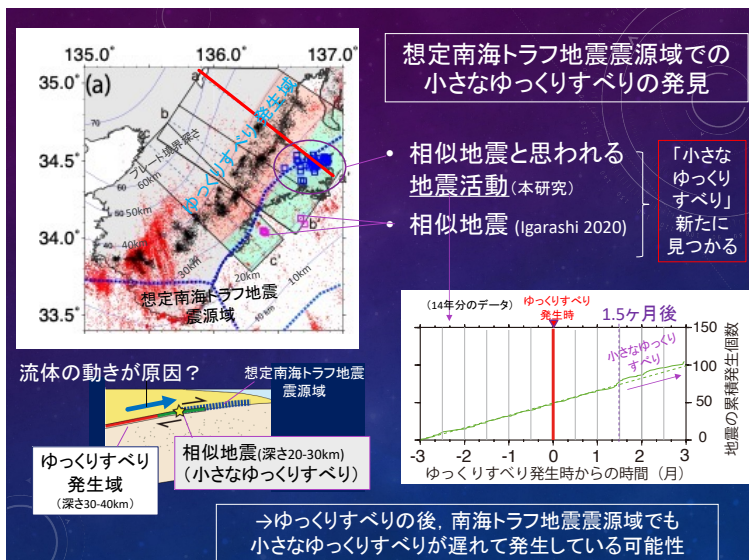 135.0°
136.0°
137.0°
35.1°
34.5°
34.0°
33.5°
(a)
a
b
ゆっくりすべり発生域
プレート境界深さ
70
60km
50
50km
40
40km
30km
20km
10km
10 km
a'
b'
c'
想定南海トラフ地震
震源域
想定南海トラフ地震震源域での
小さなゆっくりすべりの発見
• 相似地震と思われる
地震活動(本研究)
• 相似地震 (Igarashi 2020)
「小さな
ゆっくり
すべり」
新たに
見つかる
流体の動きが原因？
想定南海トラフ地震
震源域
ゆっくりすべり
発生域
(深さ30-40km)
相似地震(深さ20-30km)
（小さなゆっくりすべり）
(14年分のデータ)
ゆっくりすべり
発生時
1.5ヶ月後
小さなゆっくり
すべり
150
100
50
0
地震の累積発生個数
-3
-2
-1
0
1
2
3
ゆっくりすべり発生時からの時間（月）
→ゆっくりすべりの後，南海トラフ地震震源域でも
小さなゆっくりすべりが遅れて発生している可能性